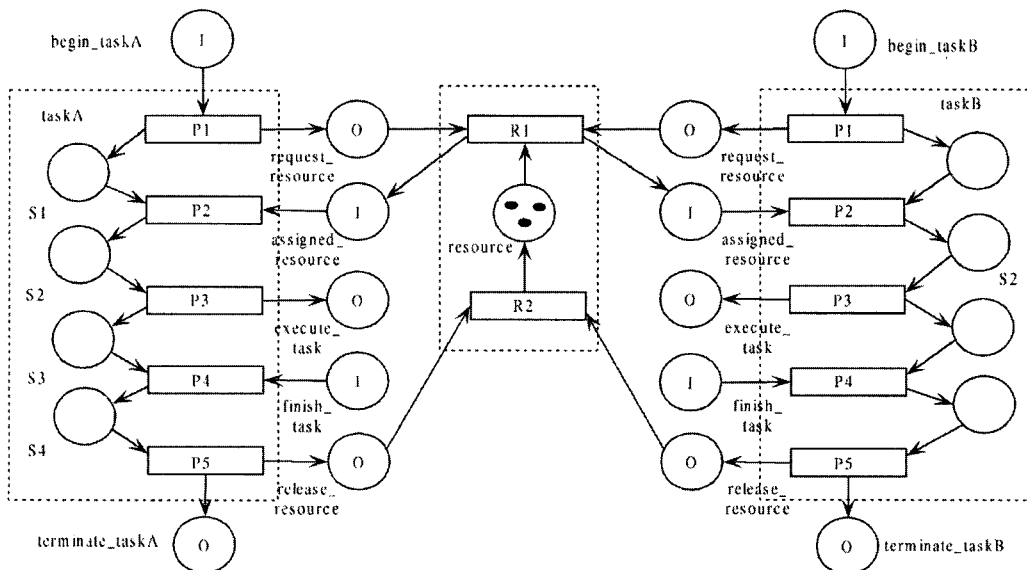 begin_taskA
I
I
begin_taskB
taskA
taskB
P1
O
R1
O
P1
request_
resource
request_
resource
S1
P2
I
I
P2
assigned_
resource
resource
assigned_
resource
S2
S2
P3
O
R2
O
P3
execute_
task
execute_
task
S3
P4
I
I
P4
finish_
task
finish_
task
S4
P5
O
O
P5
release_
resource
release_
resource
terminate_taskA
O
O
terminate_taskB